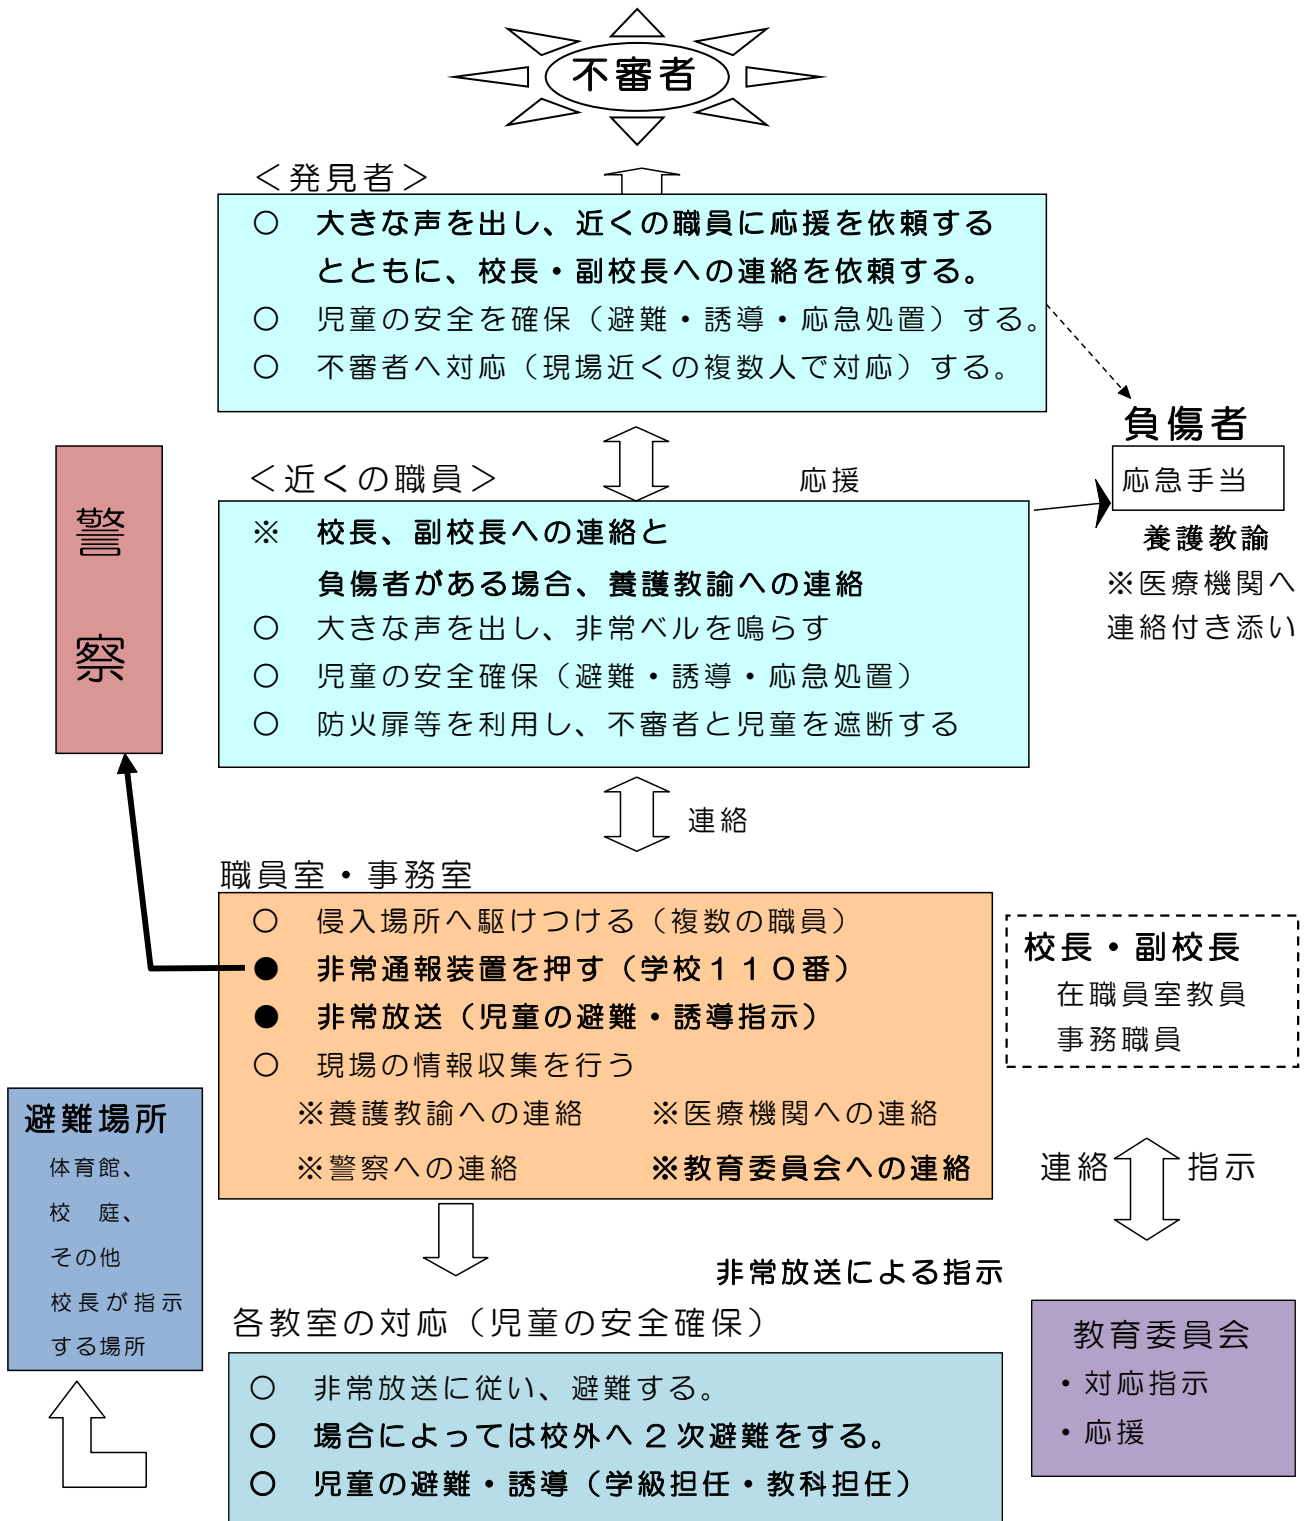 不審者
＜発見者＞
○　大きな声を出し、近くの職員に応援を依頼する
とともに、校長・副校長への連絡を依頼する。
○　児童の安全を確保（避難・誘導・応急処置）する。
○　不審者へ対応（現場近くの複数人で対応）する。
負傷者
応急手当
養護教諭
※医療機関へ
連絡付き添い
警
察
＜近くの職員＞
応援
※　校長、副校長への連絡と
負傷者がある場合、養護教諭への連絡
○　大きな声を出し、非常ベルを鳴らす
○　児童の安全確保（避難・誘導・応急処置）
○　防火扉等を利用し、不審者と児童を遮断する
連絡
職員室・事務室
○　侵入場所へ駆けつける（複数の職員）
●　非常通報装置を押す（学校１１０番）
●　非常放送（児童の避難・誘導指示）
○　現場の情報収集を行う
※養護教諭への連絡　　※医療機関への連絡
※警察への連絡　　※教育委員会への連絡
校長・副校長
在職員室教員
事務職員
連絡
指示
避難場所
体育館、
校　庭、
その他
校長が指示
する場所
非常放送による指示
各教室の対応（児童の安全確保）
○　非常放送に従い、避難する。
○　場合によっては校外へ２次避難をする。
○　児童の避難・誘導（学級担任・教科担任）
教育委員会
・対応指示
・応援